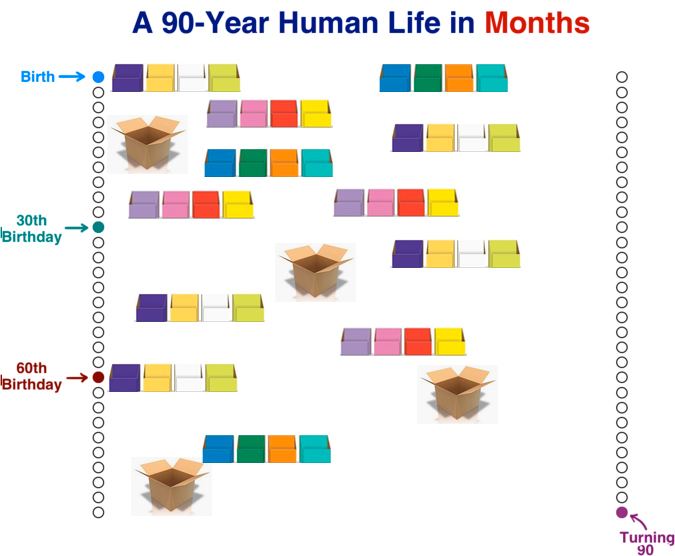 A 90-Year Human Life in Months
Birth
30th
Birthday
60th
Birthday
Turning
90